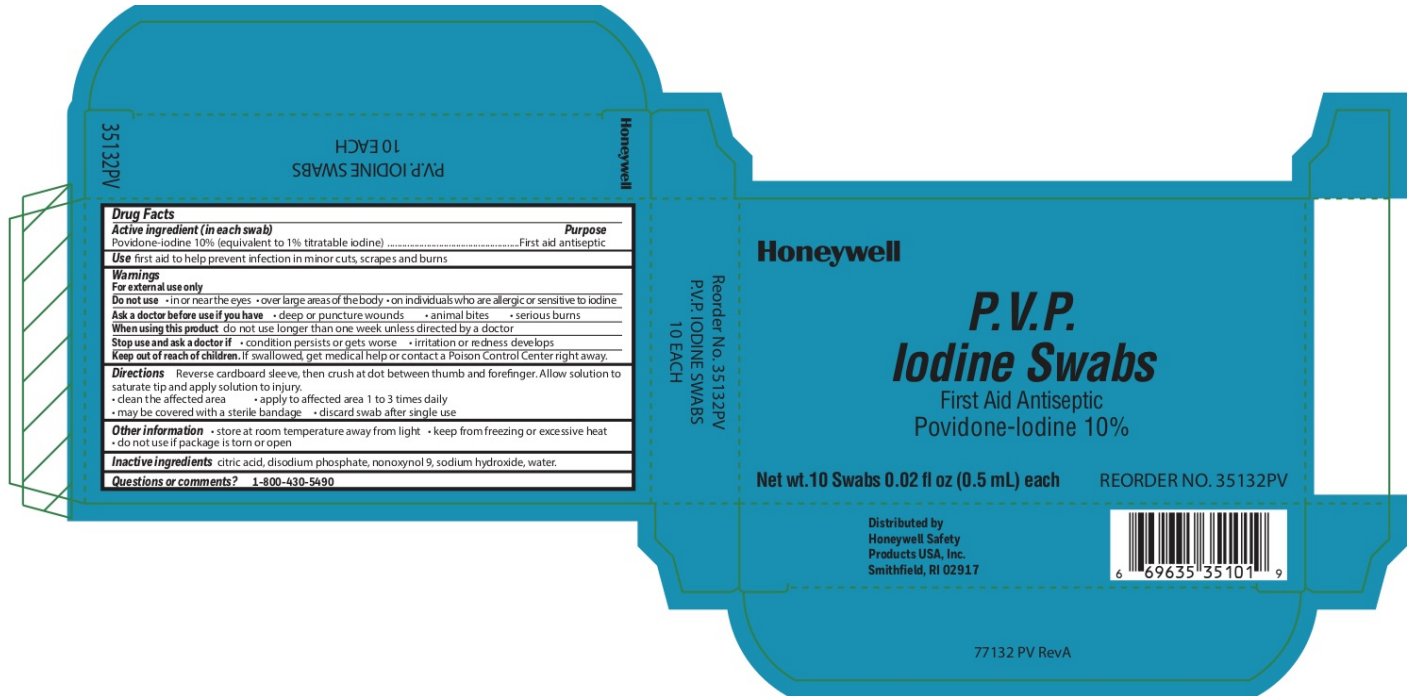 35132PV
P.V.P. IODINE SWABS
10 EACH
Honeywell
Drug Facts
Active ingredient (in each swab) Purpose
Povidone-iodine 10% (equivalent to 1% titratable iodine) ....................................................First aid antiseptic
Use first aid to help prevent infection in minor cuts, scrapes and burns
Warnings
For external use only
Do not use • in or near the eyes • over large areas of the body • on individuals who are allergic or sensitive to iodine
Ask a doctor before use if you have • deep or puncture wounds • animal bites • serious burns
When using this product do not use longer than one week unless directed by a doctor
Stop use and ask a doctor if • condition persists or gets worse • irritation or redness develops
Keep out of reach of children. If swallowed, get medical help or contact a Poison Control Center right away.
Directions Reverse cardboard sleeve, then crush at dot between thumb and forefinger. Allow solution to
saturate tip and apply solution to injury.
• clean the affected area • apply to affected area 1 to 3 times daily
• may be covered with a sterile bandage • discard swab after single use
Other information • store at room temperature away from light • keep from freezing or excessive heat
• do not use if package is torn or open
Inactive ingredients citric acid, disodium phosphate, nonoxynol 9, sodium hydroxide, water.
Questions or comments? 1-800-430-5490
Reorder No. 35132PV
P.V.P. IODINE SWABS
10 EACH
Honeywell
P.V.P.
Iodine Swabs
First Aid Antiseptic
Povidone-Iodine 10%
Net wt.10 Swabs 0.02 fl oz (0.5 mL) each REORDER NO. 35132PV
Distributed by
Honeywell Safety
Products USA, Inc.
Smithfield, RI 02917
6 69635 35101 9
77132 PV RevA